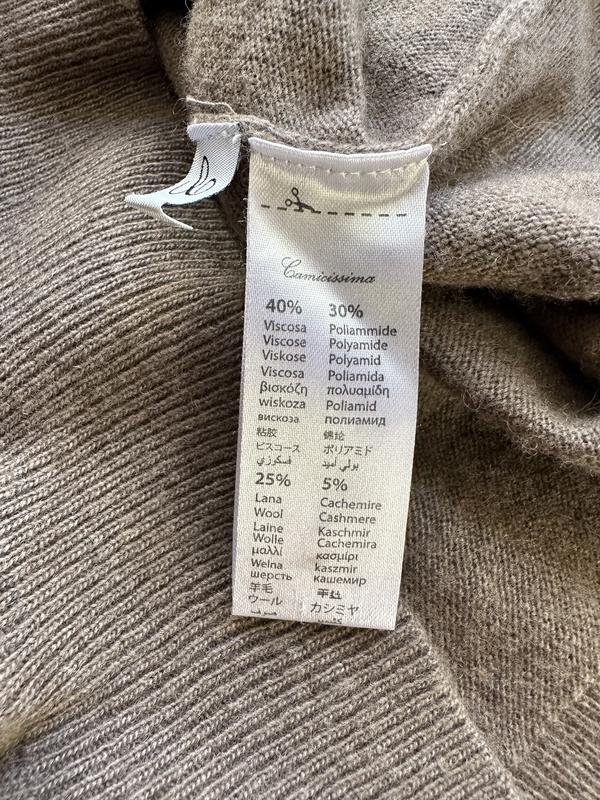 Camicissima
40% 30%
Viscosa Poliammide
Viscose Polyamide
Viskose Polyamid
Viscosa Poliamida
βισκόζη πολυαμίδη
wiskoza Poliamid
вискоза полиамид
粘胶 锦纶
ビスコース ポリアミド
فسكوزي بولي أميد
25% 5%
Lana Cachemire
Wool Cashmere
Laine Kaschmir
Wolle Cachemira
μαλλί κασμίρι
Wełna kaszmir
шерсть кашемир
羊毛
ウール カシミヤ